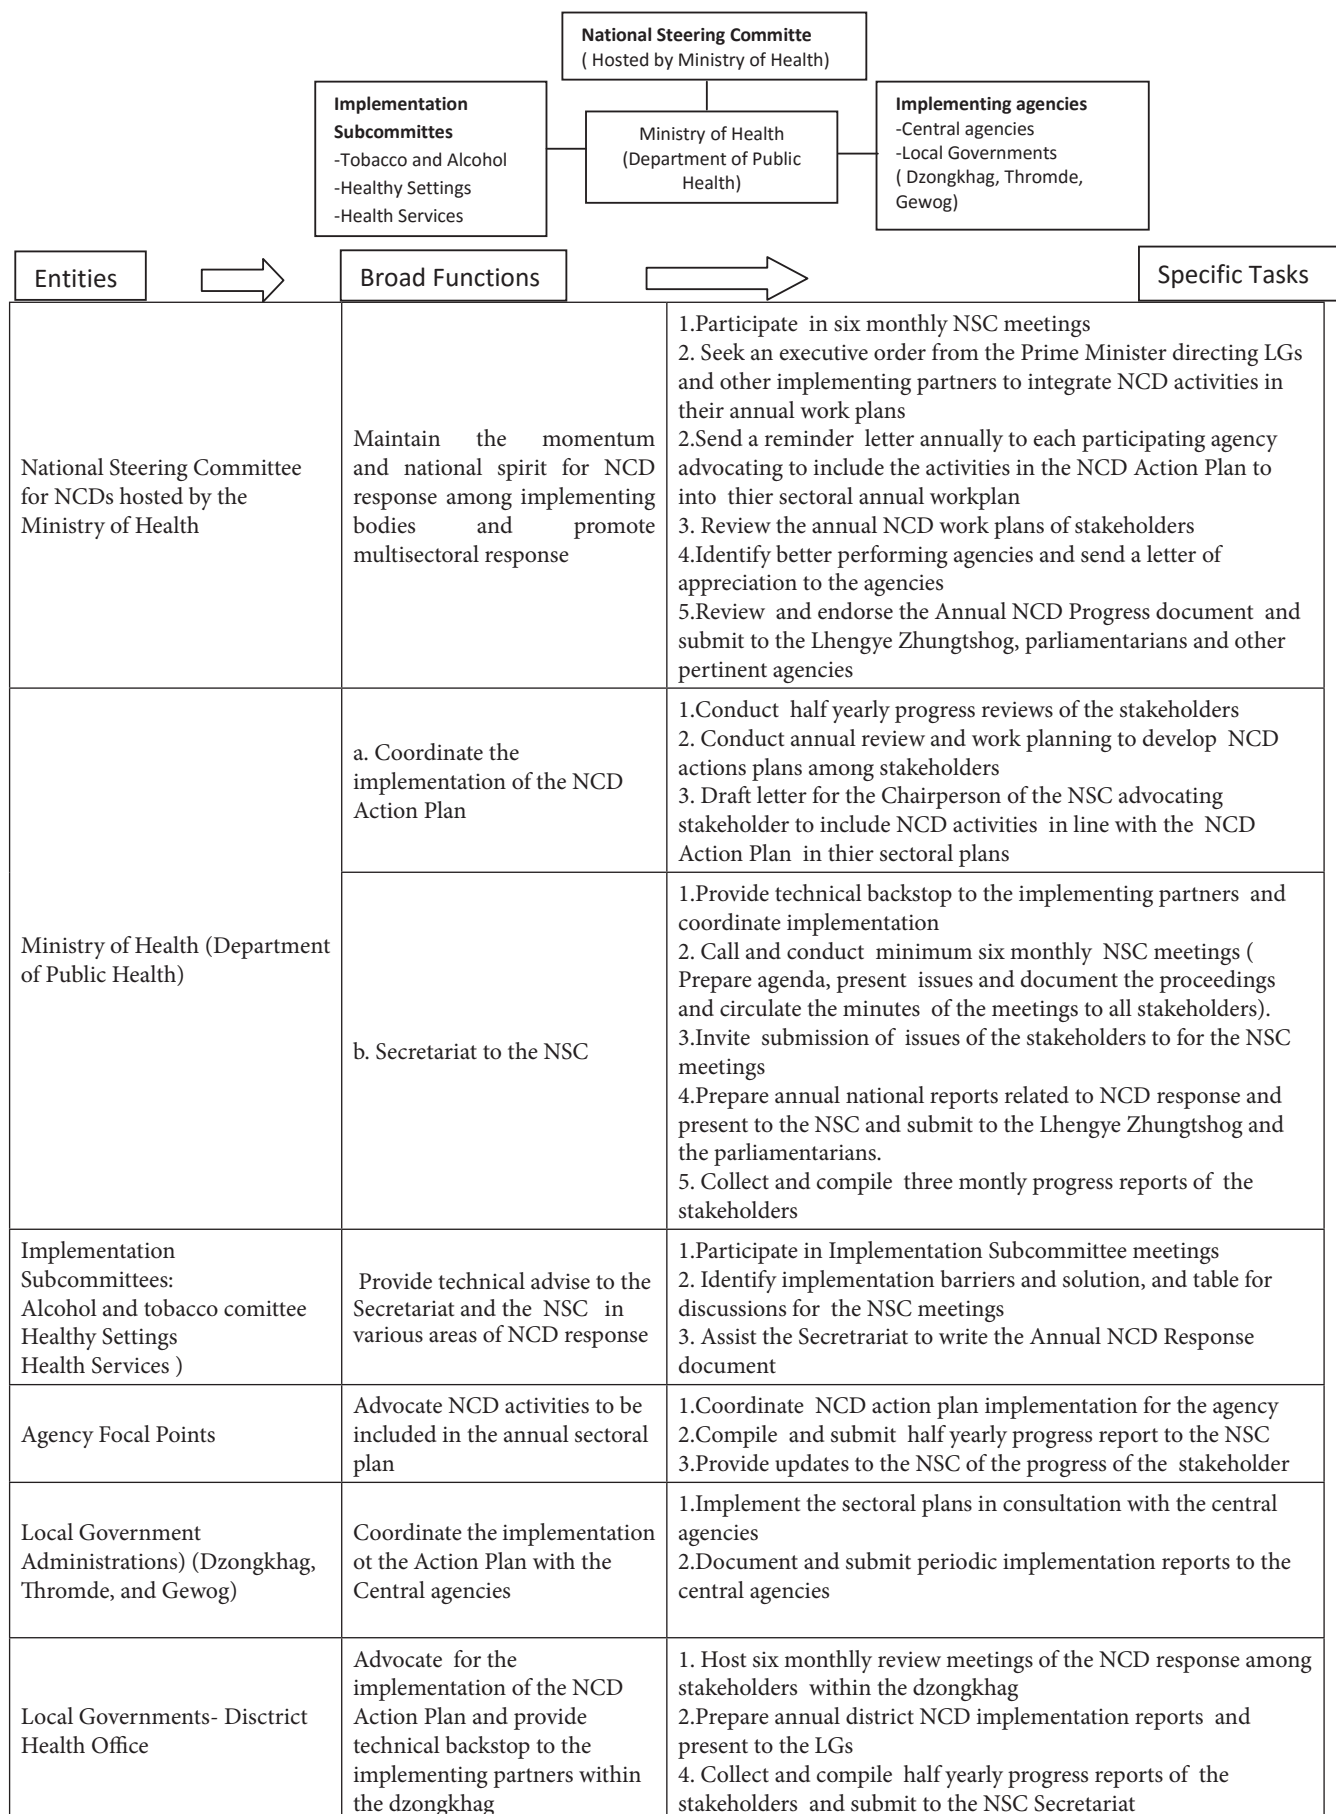 National Steering Committe
( Hosted by Ministry of Health)
Implementation
Subcommittes
-Tobacco and Alcohol
-Healthy Settings
-Health Services
Ministry of Health
(Department of Public
Health)
Implementing agencies
-Central agencies
-Local Governments
( Dzongkhag, Thromde,
Gewog)
Entities
Broad Functions
Specific Tasks
National Steering Committee
for NCDs hosted by the
Ministry of Health
Maintain the momentum
and national spirit for NCD
response among implementing
bodies and promote
multisectoral response
1.Participate in six monthly NSC meetings
2. Seek an executive order from the Prime Minister directing LGs
and other implementing partners to integrate NCD activities in
their annual work plans
2.Send a reminder letter annually to each participating agency
advocating to include the activities in the NCD Action Plan to
into thier sectoral annual workplan
3. Review the annual NCD work plans of stakeholders
4.Identify better performing agencies and send a letter of
appreciation to the agencies
5.Review and endorse the Annual NCD Progress document and
submit to the Lhengye Zhungtshog, parliamentarians and other
pertinent agencies
Ministry of Health (Department
of Public Health)
a. Coordinate the
implementation of the NCD
Action Plan
1.Conduct half yearly progress reviews of the stakeholders
2. Conduct annual review and work planning to develop NCD
actions plans among stakeholders
3. Draft letter for the Chairperson of the NSC advocating
stakeholder to include NCD activities in line with the NCD
Action Plan in thier sectoral plans
b. Secretariat to the NSC
1.Provide technical backstop to the implementing partners and
coordinate implementation
2. Call and conduct minimum six monthly NSC meetings (
Prepare agenda, present issues and document the proceedings
and circulate the minutes of the meetings to all stakeholders).
3.Invite submission of issues of the stakeholders to for the NSC
meetings
4.Prepare annual national reports related to NCD response and
present to the NSC and submit to the Lhengye Zhungtshog and
the parliamentarians.
5. Collect and compile three montly progress reports of the
stakeholders
Implementation
Subcommittees:
Alcohol and tobacco comittee
Healthy Settings
Health Services )
Provide technical advise to the
Secretariat and the NSC in
various areas of NCD response
1.Participate in Implementation Subcommittee meetings
2. Identify implementation barriers and solution, and table for
discussions for the NSC meetings
3. Assist the Secretrariat to write the Annual NCD Response
document
Agency Focal Points
Advocate NCD activities to be
included in the annual sectoral
plan
1.Coordinate NCD action plan implementation for the agency
2.Compile and submit half yearly progress report to the NSC
3.Provide updates to the NSC of the progress of the stakeholder
Local Government
Administrations) (Dzongkhag,
Thromde, and Gewog)
Coordinate the implementation
ot the Action Plan with the
Central agencies
1.Implement the sectoral plans in consultation with the central
agencies
2.Document and submit periodic implementation reports to the
central agencies
Local Governments- Disctrict
Health Office
Advocate for the
implementation of the NCD
Action Plan and provide
technical backstop to the
implementing partners within
the dzongkhag
1. Host six monthlly review meetings of the NCD response among
stakeholders within the dzongkhag
2.Prepare annual district NCD implementation reports and
present to the LGs
4. Collect and compile half yearly progress reports of the
stakeholders and submit to the NSC Secretariat